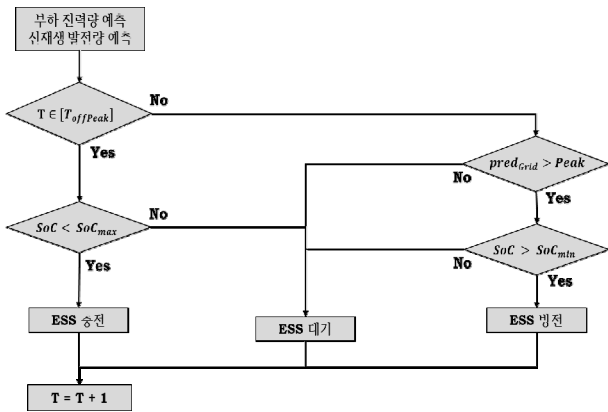 부하 진력량 예측
신재생 발전량 예측
T ∈ [T_offPeak]
No
Yes
pred_Grid > Peak
No
Yes
SoC < SoC_max
No
Yes
SoC > SoC_min
No
Yes
ESS 충전
ESS 대기
ESS 방전
T = T + 1